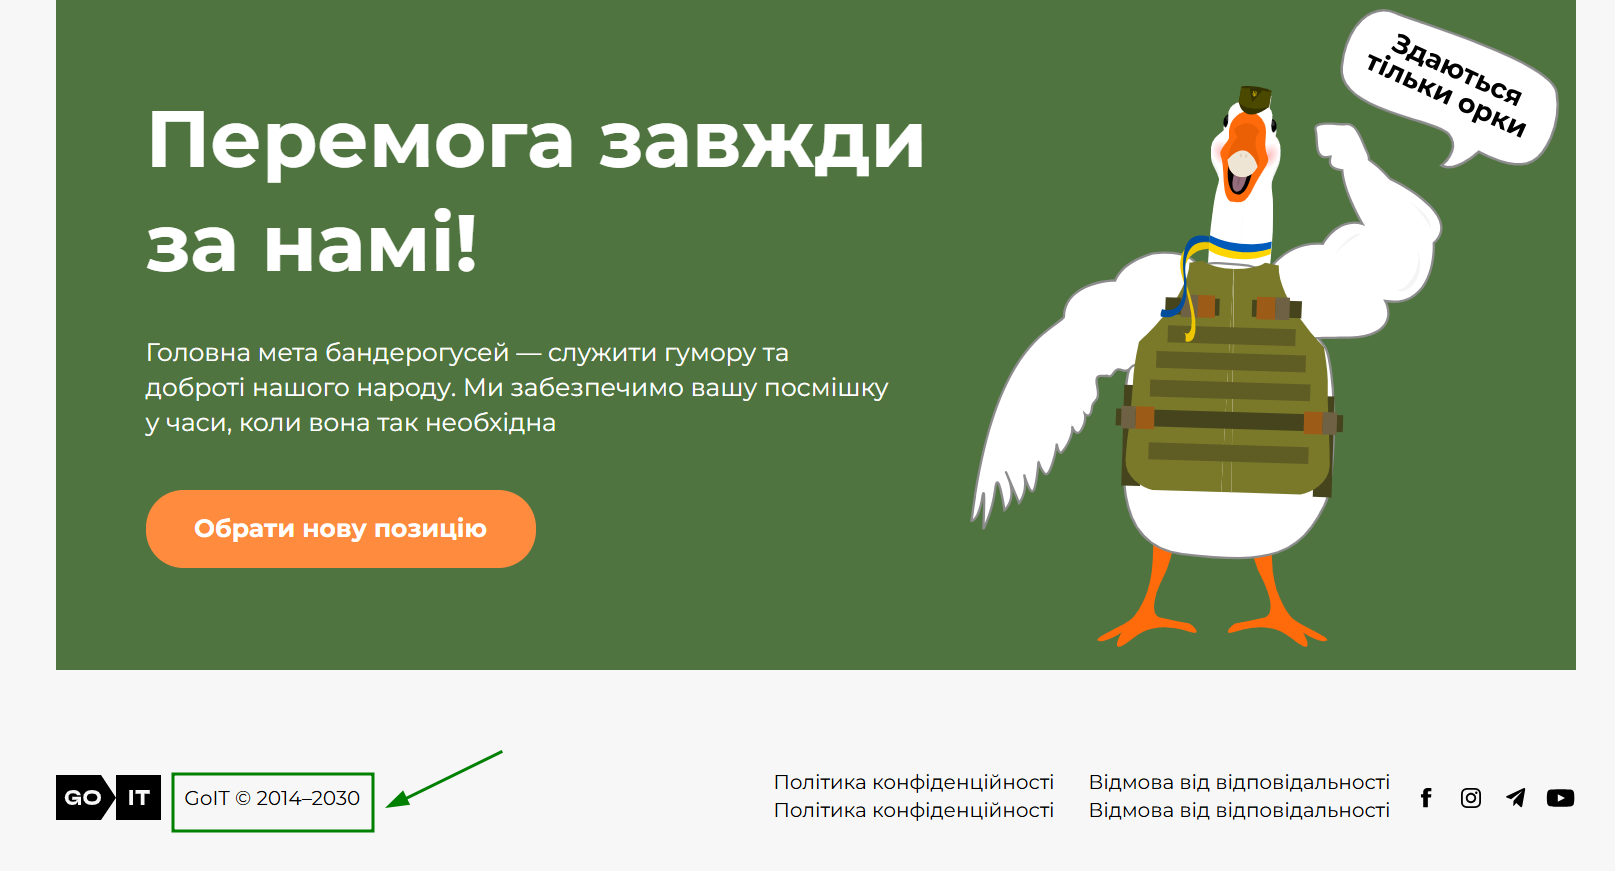 Здаються
тільки орки
Перемога завжди
за намі!
Головна мета бандерогусей — служити гумору та
доброті нашого народу. Ми забезпечимо вашу посмішку
у часи, коли вона так необхідна
Обрати нову позицію
GO IT
GoIT © 2014–2030
Політика конфіденційності
Політика конфіденційності
Відмова від відповідальності
Відмова від відповідальності